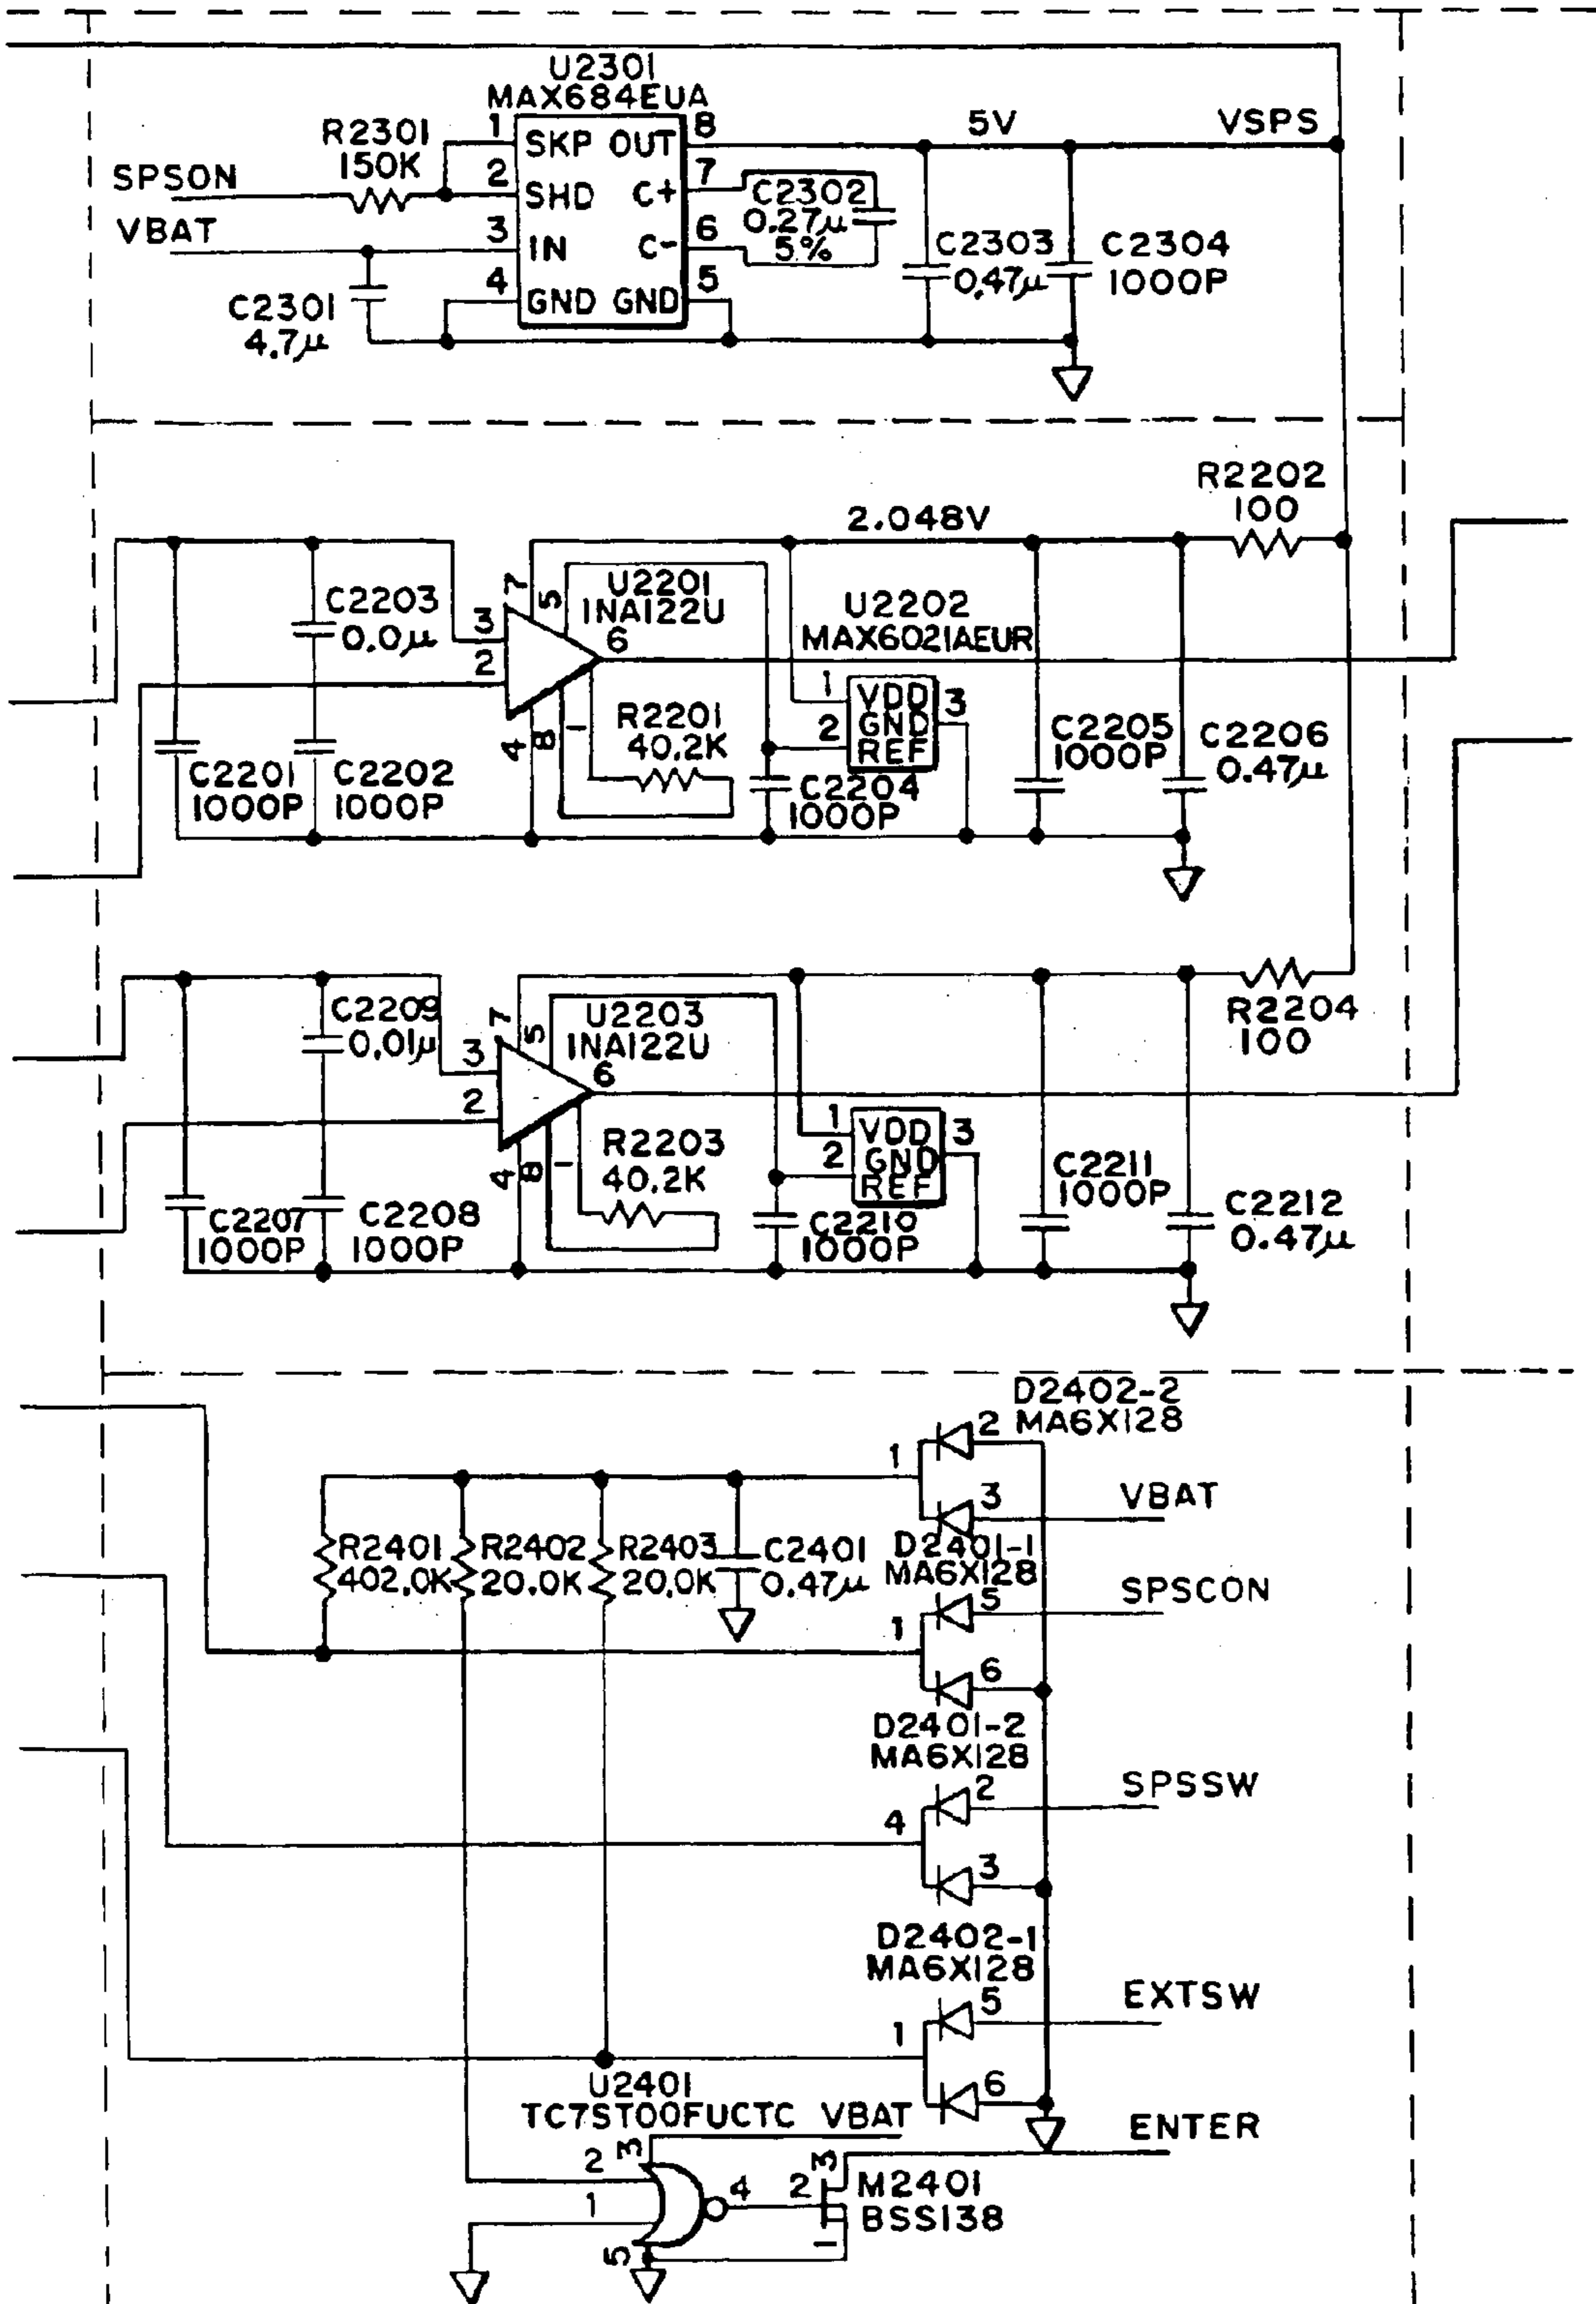 U2301
MAX684EUA
R2301
150K
SPSON
VBAT
1
2
3
4
SKP OUT
SHD C+
IN C-
GND GND
8
7
6
5
5V
VSPS
C2302
0.27µ
5%
C2301
4.7µ
C2303
0.47µ
C2304
1000P
R2202
100
2.048V
C2203
0.0µ
3
2
7
5
U2201
INA122U
6
U2202
MAX6021AEUR
4
8
1
R2201
40.2K
1
2
VDD
GND
REF
3
C2201
1000P
C2202
1000P
C2204
1000P
C2205
1000P
C2206
0.47µ
C2209
0.01µ
3
2
7
5
U2203
INA122U
6
R2204
100
4
8
1
R2203
40.2K
1
2
VDD
GND
REF
3
C2207
1000P
C2208
1000P
C2210
1000P
C2211
1000P
C2212
0.47µ
D2402-2
MA6X128
1
2
3
VBAT
R2401
402.0K
R2402
20.0K
R2403
20.0K
C2401
0.47µ
D2401-1
MA6X128
1
5
6
SPSCON
D2401-2
MA6X128
4
2
3
SPSSW
D2402-1
MA6X128
1
5
6
EXTSW
U2401
TC7ST00FUCTC VBAT
ENTER
2
1
3
5
4
2
3
1
M2401
BSS138